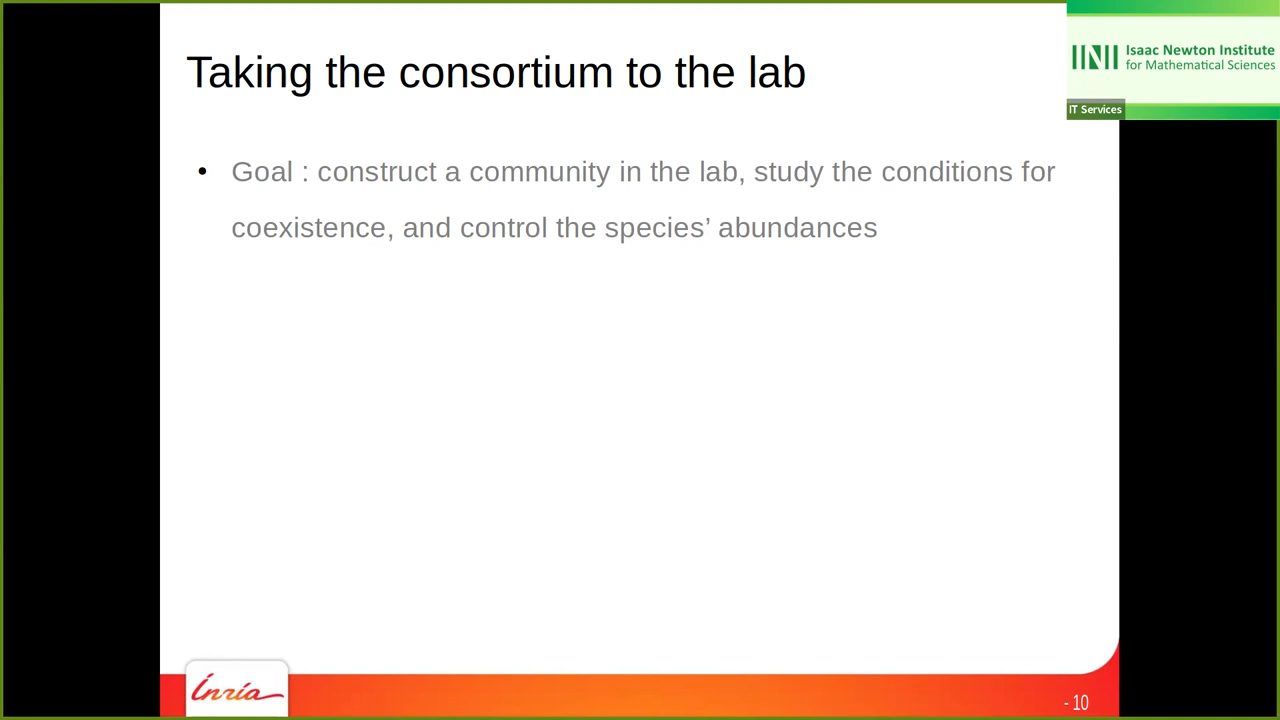 Taking the consortium to the lab
Isaac Newton Institute
for Mathematical Sciences
IT Services
• Goal : construct a community in the lab, study the conditions for
coexistence, and control the species’ abundances
Inria
- 10